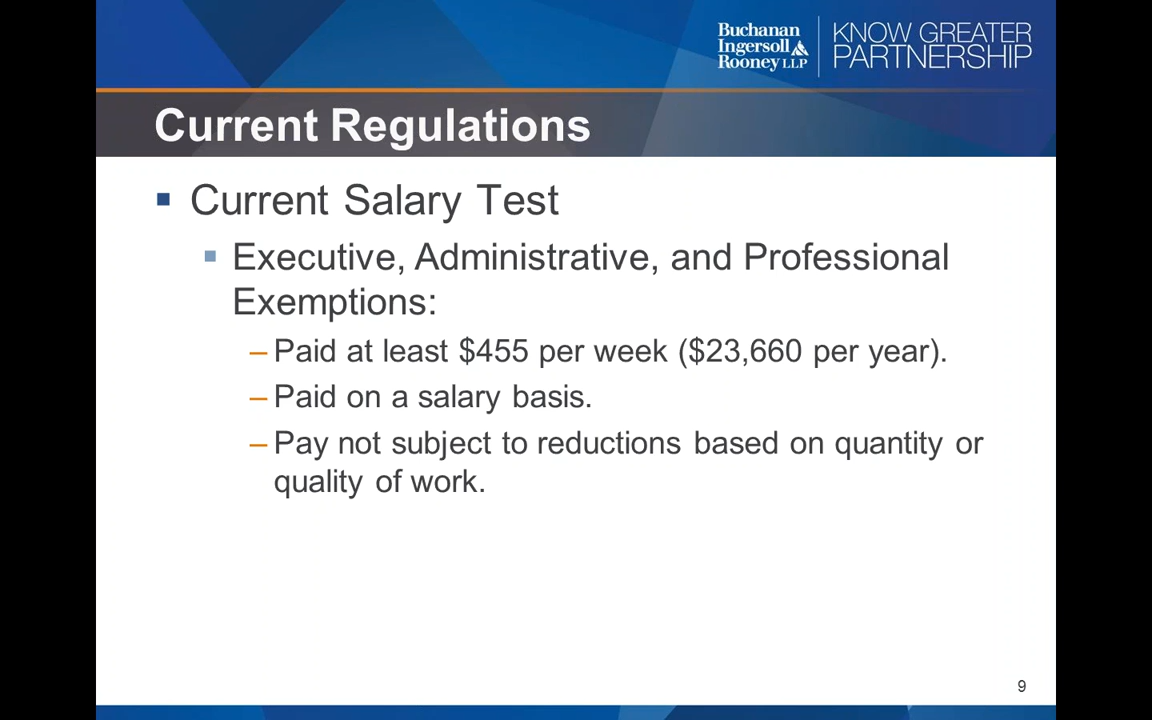 Buchanan
Ingersoll
Rooney LLP
KNOW GREATER
PARTNERSHIP
Current Regulations
Current Salary Test
Executive, Administrative, and Professional
Exemptions:
– Paid at least $455 per week ($23,660 per year).
– Paid on a salary basis.
– Pay not subject to reductions based on quantity or
quality of work.
9